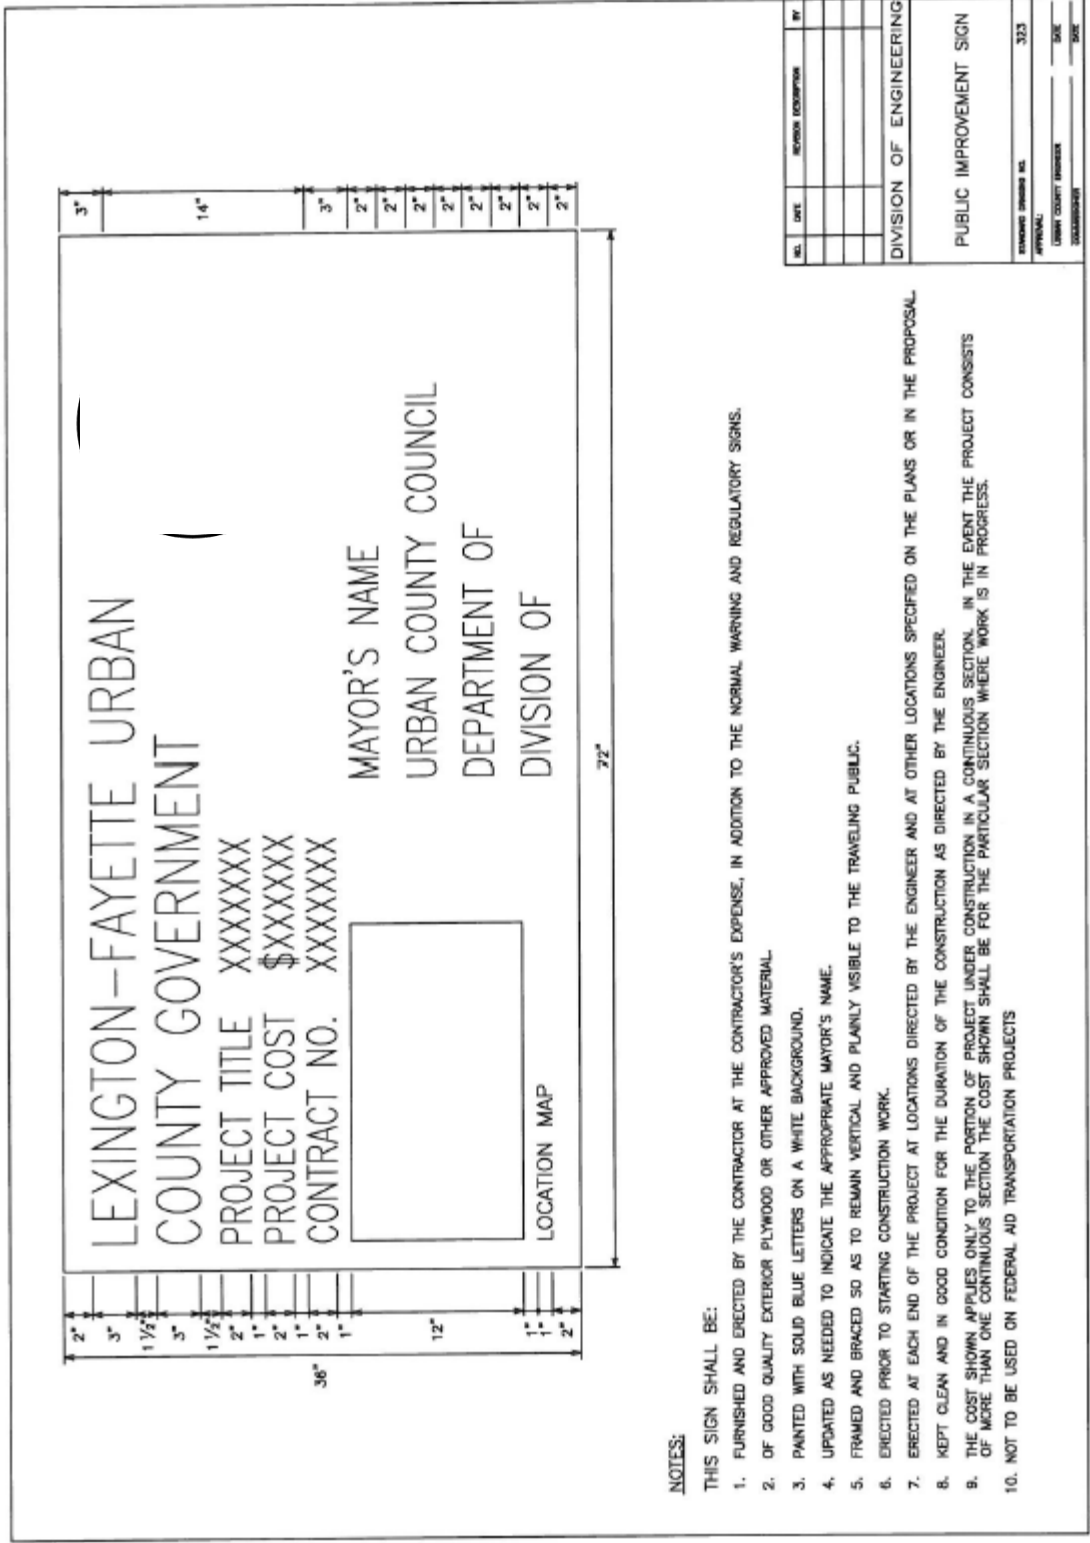 LEXINGTON-FAYETTE URBAN
COUNTY GOVERNMENT
PROJECT TITLE XXXXXXX
PROJECT COST $XXXXXX
CONTRACT NO. XXXXXXX
MAYOR'S NAME
URBAN COUNTY COUNCIL
DEPARTMENT OF
DIVISION OF
LOCATION MAP
2"
3"
1 1/2"
3"
1 1/2"
2"
1"
2"
1"
2"
1"
12"
1"
1"
2"
36"
3"
14"
3"
2"
2"
2"
2"
2"
2"
2"
2"
72"
NOTES:
THIS SIGN SHALL BE:
1. FURNISHED AND ERECTED BY THE CONTRACTOR AT THE CONTRACTOR'S EXPENSE, IN ADDITION TO THE NORMAL WARNING AND REGULATORY SIGNS.
2. OF GOOD QUALITY EXTERIOR PLYWOOD OR OTHER APPROVED MATERIAL.
3. PAINTED WITH SOLID BLUE LETTERS ON A WHITE BACKGROUND.
4. UPDATED AS NEEDED TO INDICATE THE APPROPRIATE MAYOR'S NAME.
5. FRAMED AND BRACED SO AS TO REMAIN VERTICAL AND PLAINLY VISIBLE TO THE TRAVELING PUBLIC.
6. ERECTED PRIOR TO STARTING CONSTRUCTION WORK.
7. ERECTED AT EACH END OF THE PROJECT AT LOCATIONS DIRECTED BY THE ENGINEER AND AT OTHER LOCATIONS SPECIFIED ON THE PLANS OR IN THE PROPOSAL.
8. KEPT CLEAN AND IN GOOD CONDITION FOR THE DURATION OF THE CONSTRUCTION AS DIRECTED BY THE ENGINEER.
9. THE COST SHOWN APPLIES ONLY TO THE PORTION OF PROJECT UNDER CONSTRUCTION IN A CONTINUOUS SECTION. IN THE EVENT THE PROJECT CONSISTS
OF MORE THAN ONE CONTINUOUS SECTION THE COST SHOWN SHALL BE FOR THE PARTICULAR SECTION WHERE WORK IS IN PROGRESS.
10. NOT TO BE USED ON FEDERAL AID TRANSPORTATION PROJECTS
NO. DATE REVISION DESCRIPTION BY
DIVISION OF ENGINEERING
PUBLIC IMPROVEMENT SIGN
STANDARD DRAWING NO. 323
APPROVAL:
URBAN COUNTY ENGINEER DATE
COMMISSIONER DATE